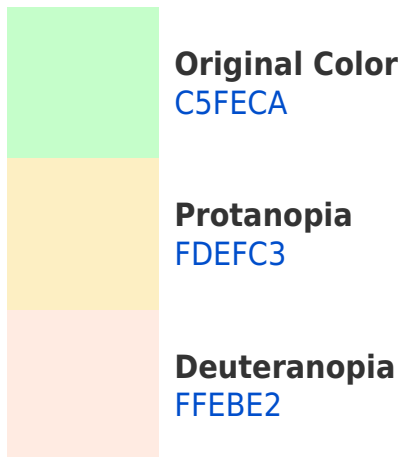 Original Color
C5FECA
Protanopia
FDEFC3
Deuteranopia
FFEBE2